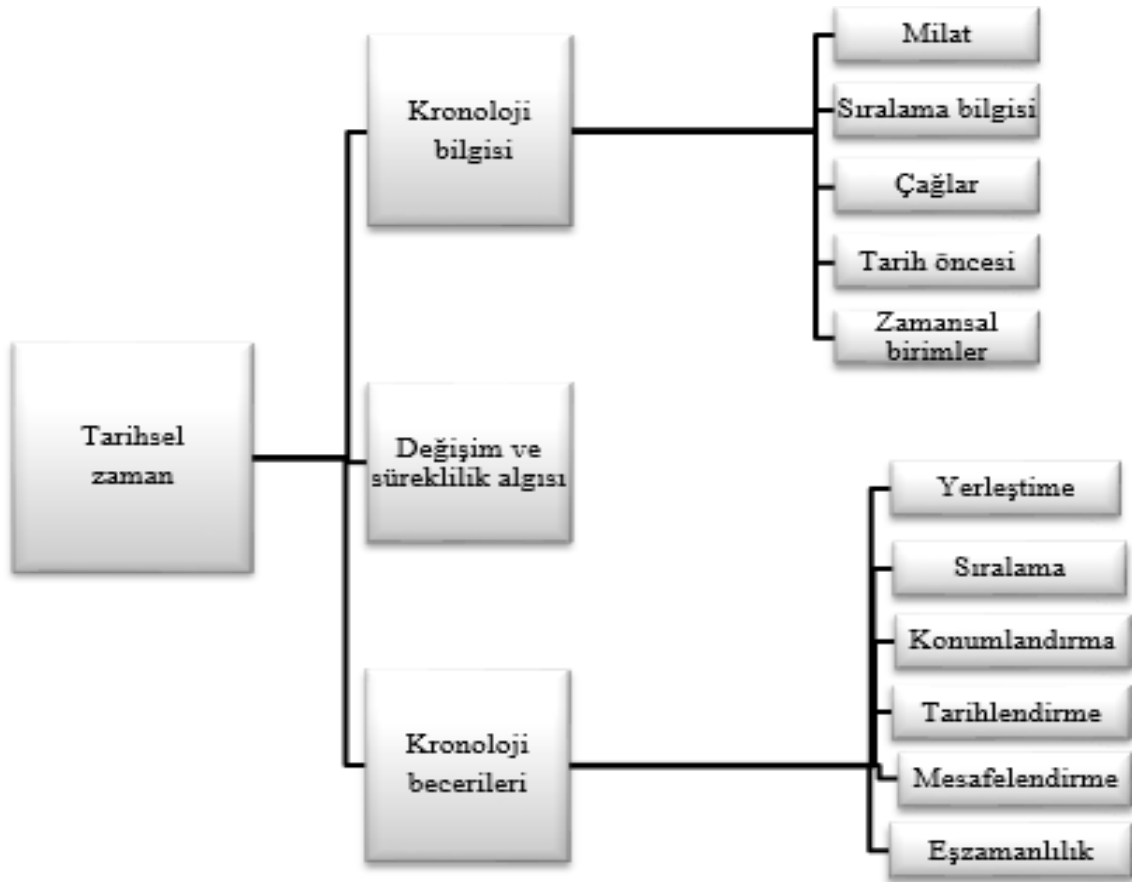 Tarihsel
zaman
Kronoloji
bilgisi
Milat
Sıralama bilgisi
Çağlar
Tarih öncesi
Zamansal
birimler
Değişim ve
süreklilik algısı
Kronoloji
becerileri
Yerleştime
Sıralama
Konumlandırma
Tarihlendirme
Mesafelendirme
Eşzamanlılık